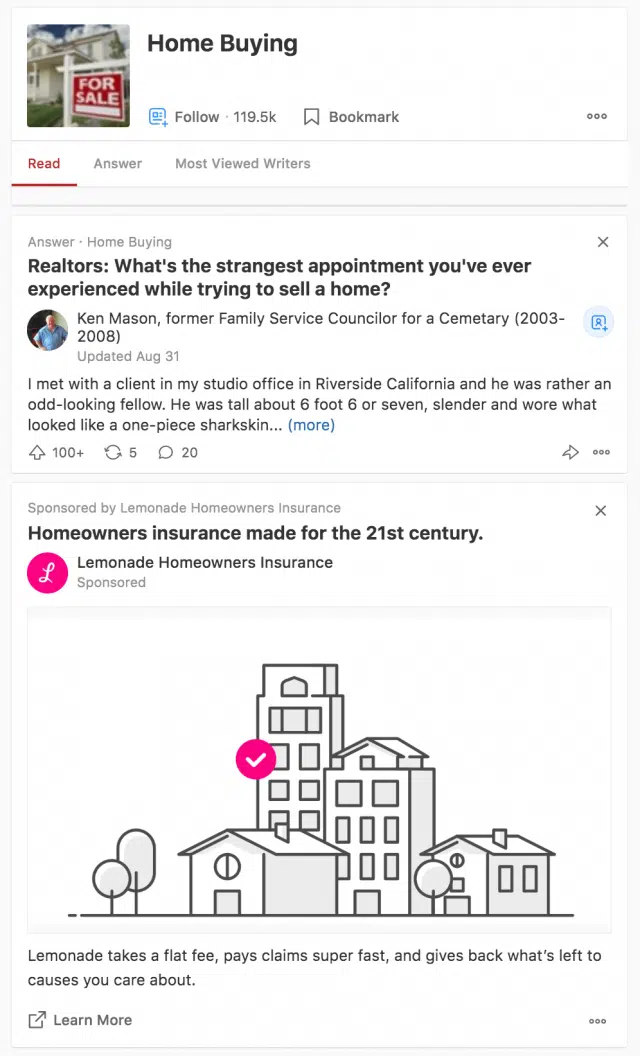 FOR
SALE
Home Buying
Follow · 119.5k
Bookmark
Read
Answer
Most Viewed Writers
Answer · Home Buying
Realtors: What's the strangest appointment you've ever
experienced while trying to sell a home?
Ken Mason, former Family Service Councilor for a Cemetary (2003-
2008)
Updated Aug 31
I met with a client in my studio office in Riverside California and he was rather an
odd-looking fellow. He was tall about 6 foot 6 or seven, slender and wore what
looked like a one-piece sharkskin... (more)
100+
5
20
Sponsored by Lemonade Homeowners Insurance
Homeowners insurance made for the 21st century.
Lemonade Homeowners Insurance
Sponsored
Lemonade takes a flat fee, pays claims super fast, and gives back what’s left to
causes you care about.
Learn More